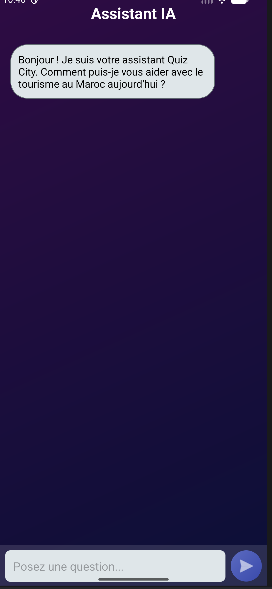 Assistant IA
Bonjour ! Je suis votre assistant Quiz
City. Comment puis-je vous aider avec le
tourisme au Maroc aujourd'hui ?
Posez une question...